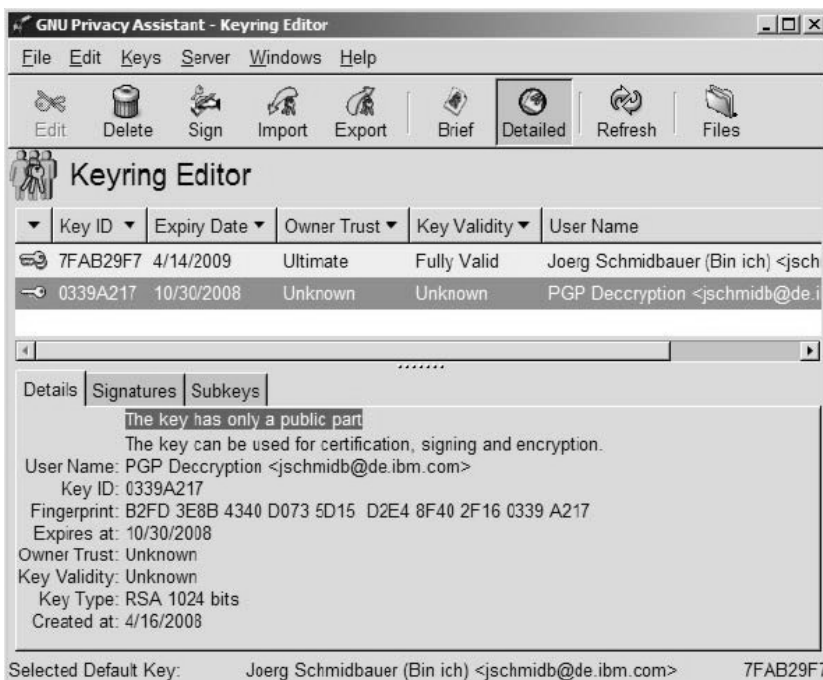 GNU Privacy Assistant - Keyring Editor
File Edit Keys Server Windows Help
Edit Delete Sign Import Export Brief Detailed Refresh Files
Keyring Editor
Key ID Expiry Date Owner Trust Key Validity User Name
7FAB29F7 4/14/2009 Ultimate Fully Valid Joerg Schmidbauer (Bin ich) <jsch
0339A217 10/30/2008 Unknown Unknown PGP Deccryption <jschmidb@de.i
Details Signatures Subkeys
The key has only a public part
The key can be used for certification, signing and encryption.
User Name: PGP Deccryption <jschmidb@de.ibm.com>
Key ID: 0339A217
Fingerprint: B2FD 3E8B 4340 D073 5D15 D2E4 8F40 2F16 0339 A217
Expires at: 10/30/2008
Owner Trust: Unknown
Key Validity: Unknown
Key Type: RSA 1024 bits
Created at: 4/16/2008
Selected Default Key: Joerg Schmidbauer (Bin ich) <jschmidb@de.ibm.com> 7FAB29F7